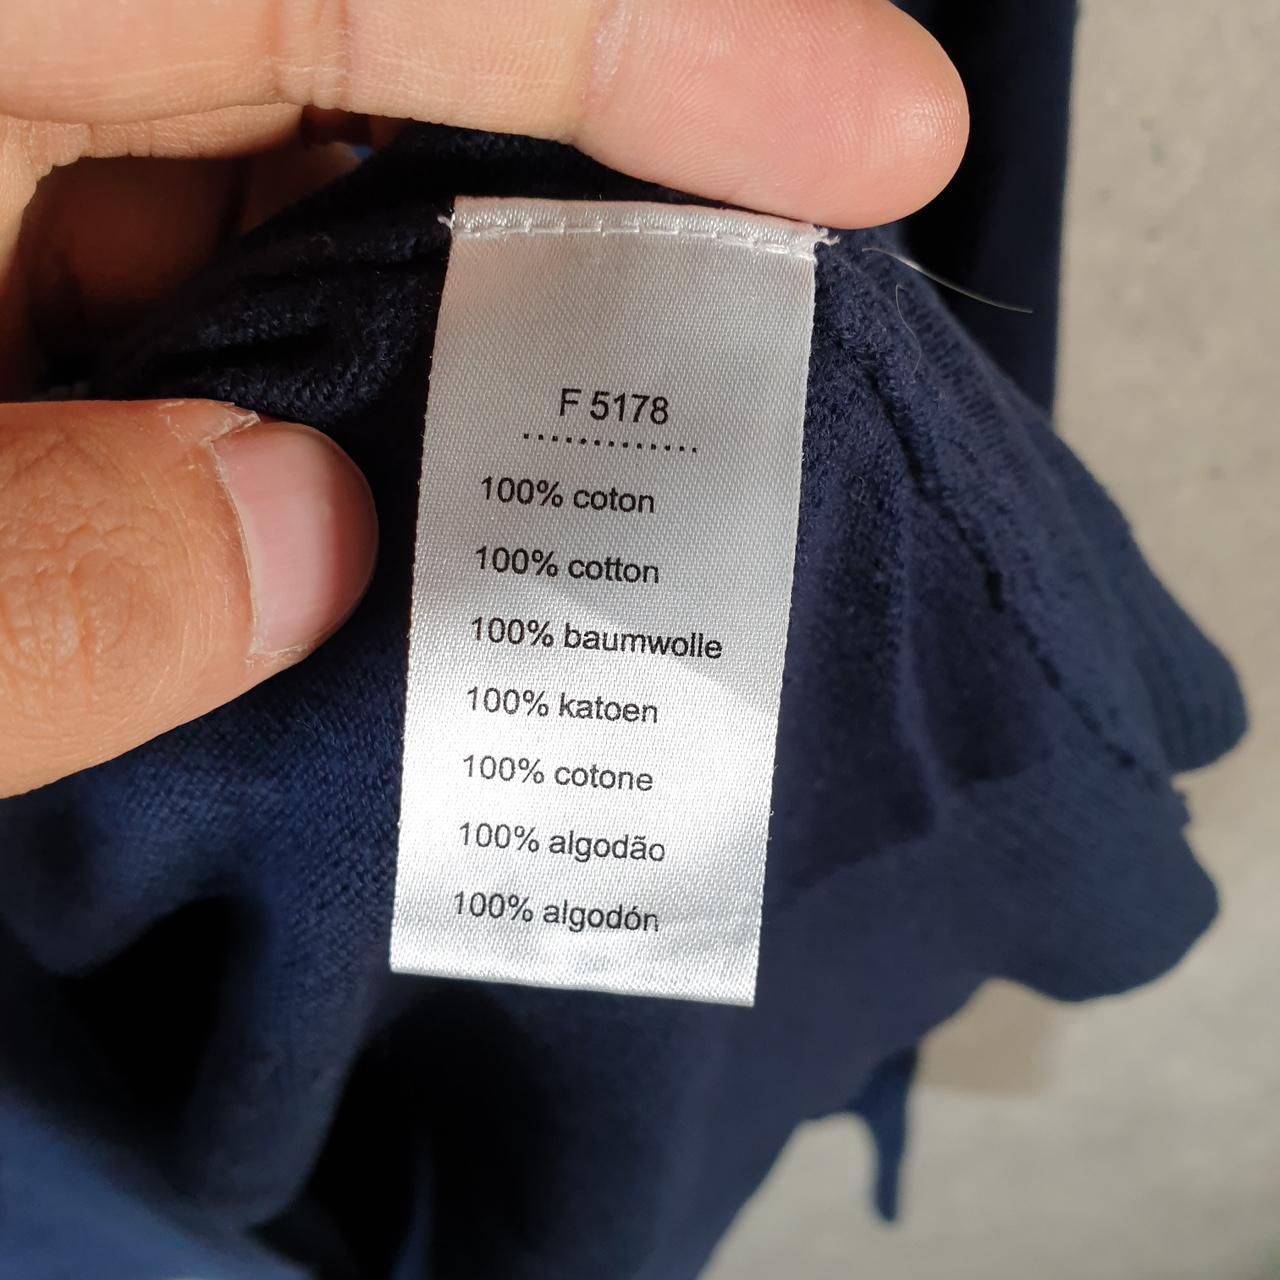 F 5178
100% coton
100% cotton
100% baumwolle
100% katoen
100% cotone
100% algodão
100% algodón